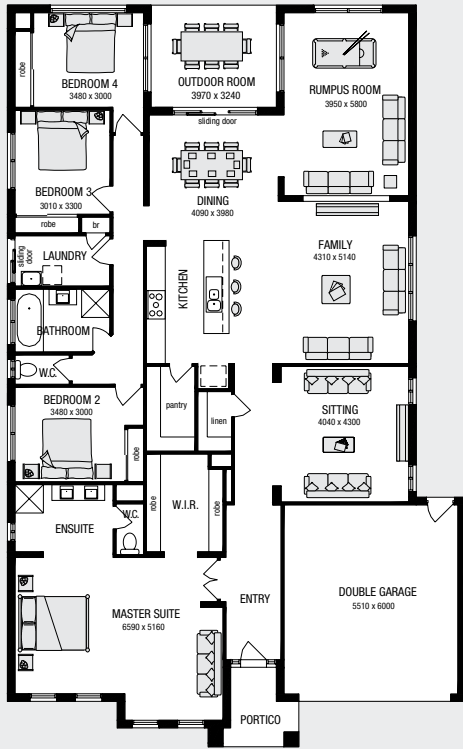 robe
BEDROOM 4
3480 x 3000
OUTDOOR ROOM
3970 x 3240
RUMPUS ROOM
3950 x 5800
sliding door
BEDROOM 3
3010 x 3300
robe
br
DINING
4090 x 3980
sliding
door
LAUNDRY
KITCHEN
FAMILY
4310 x 5140
BATHROOM
W.C.
BEDROOM 2
3480 x 3000
robe
pantry
linen
SITTING
4040 x 4300
ENSUITE
W.C.
robe
W.I.R.
robe
MASTER SUITE
6590 x 5160
ENTRY
DOUBLE GARAGE
5510 x 6000
PORTICO